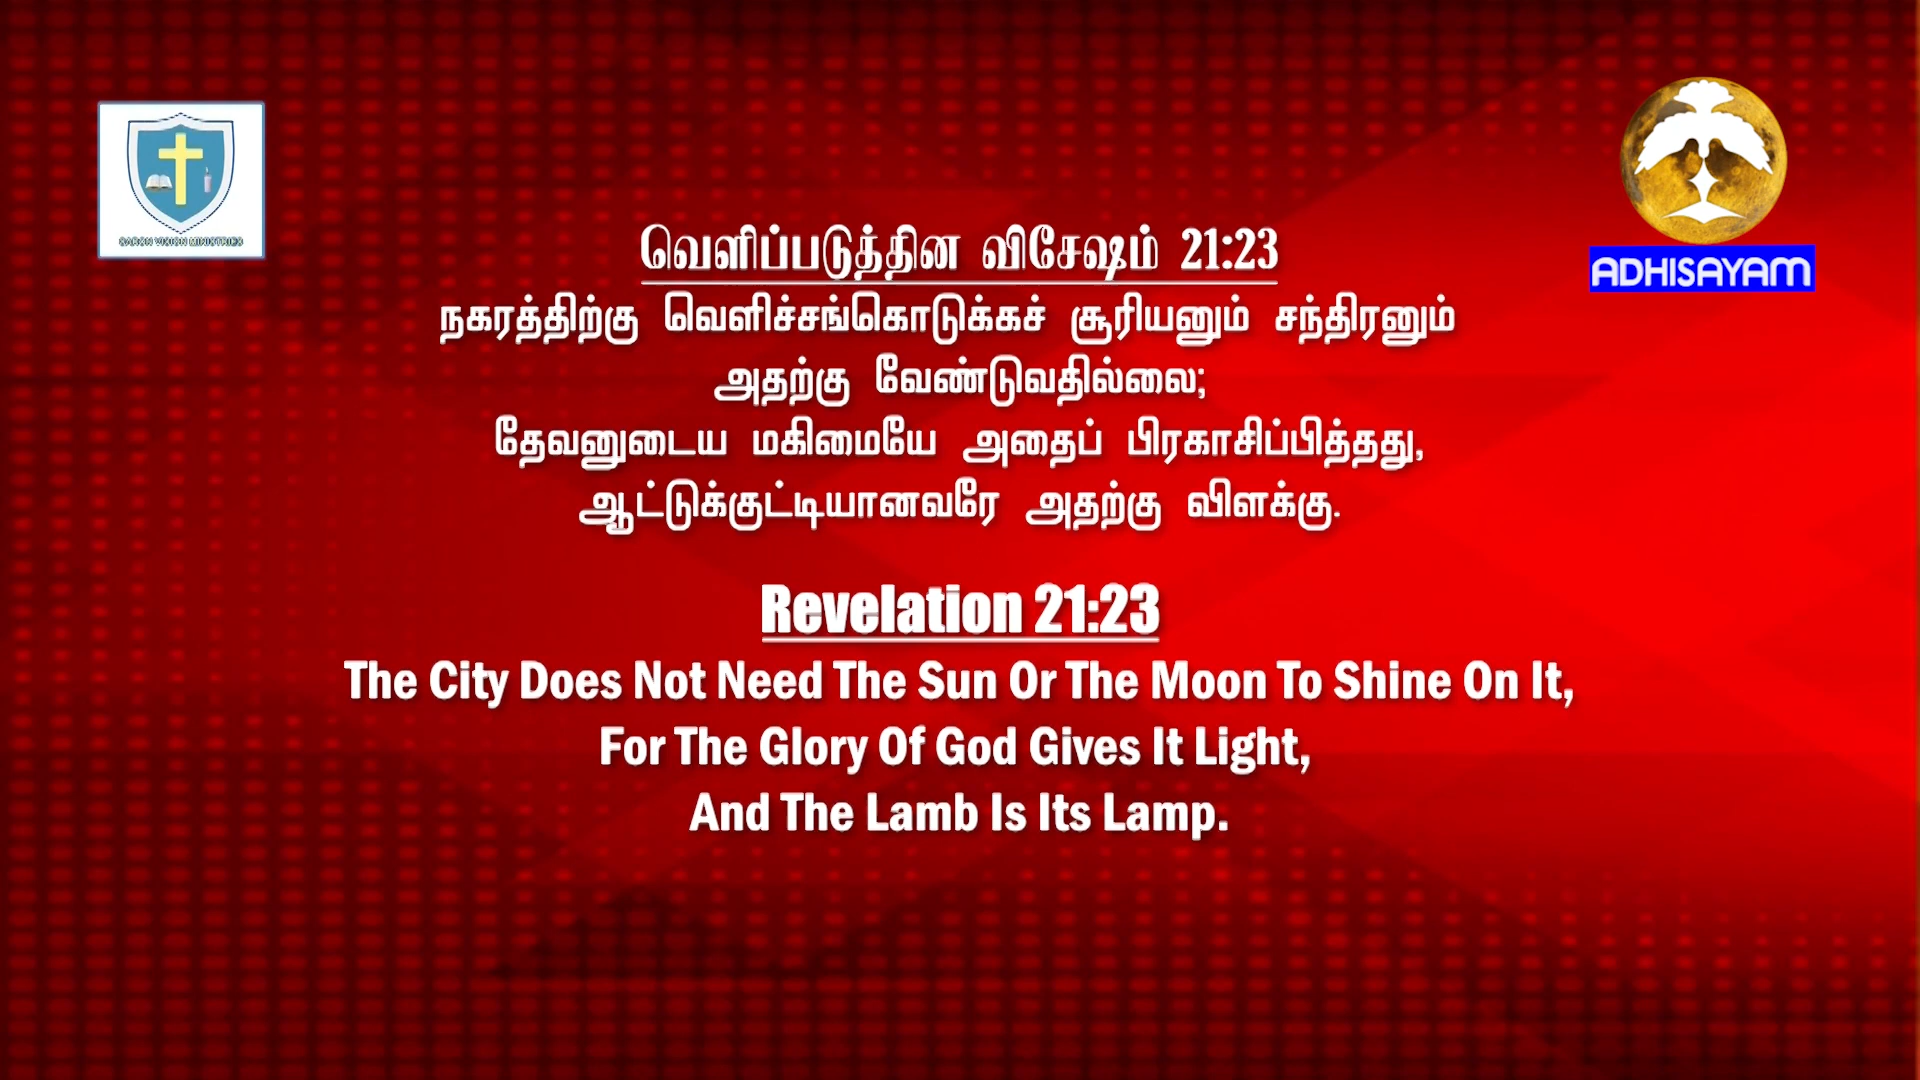 வெளிப்படுத்தின விசேஷம் 21:23
நகரத்திற்கு வெளிச்சங்கொடுக்கச் சூரியனும் சந்திரனும்
அதற்கு வேண்டுவதில்லை;
தேவனுடைய மகிமையே அதைப் பிரகாசிப்பித்தது,
ஆட்டுக்குட்டியானவரே அதற்கு விளக்கு.
Revelation 21:23
The City Does Not Need The Sun Or The Moon To Shine On It,
For The Glory Of God Gives It Light,
And The Lamb Is Its Lamp.
VISION MINISTRIES
ADHISAYAM